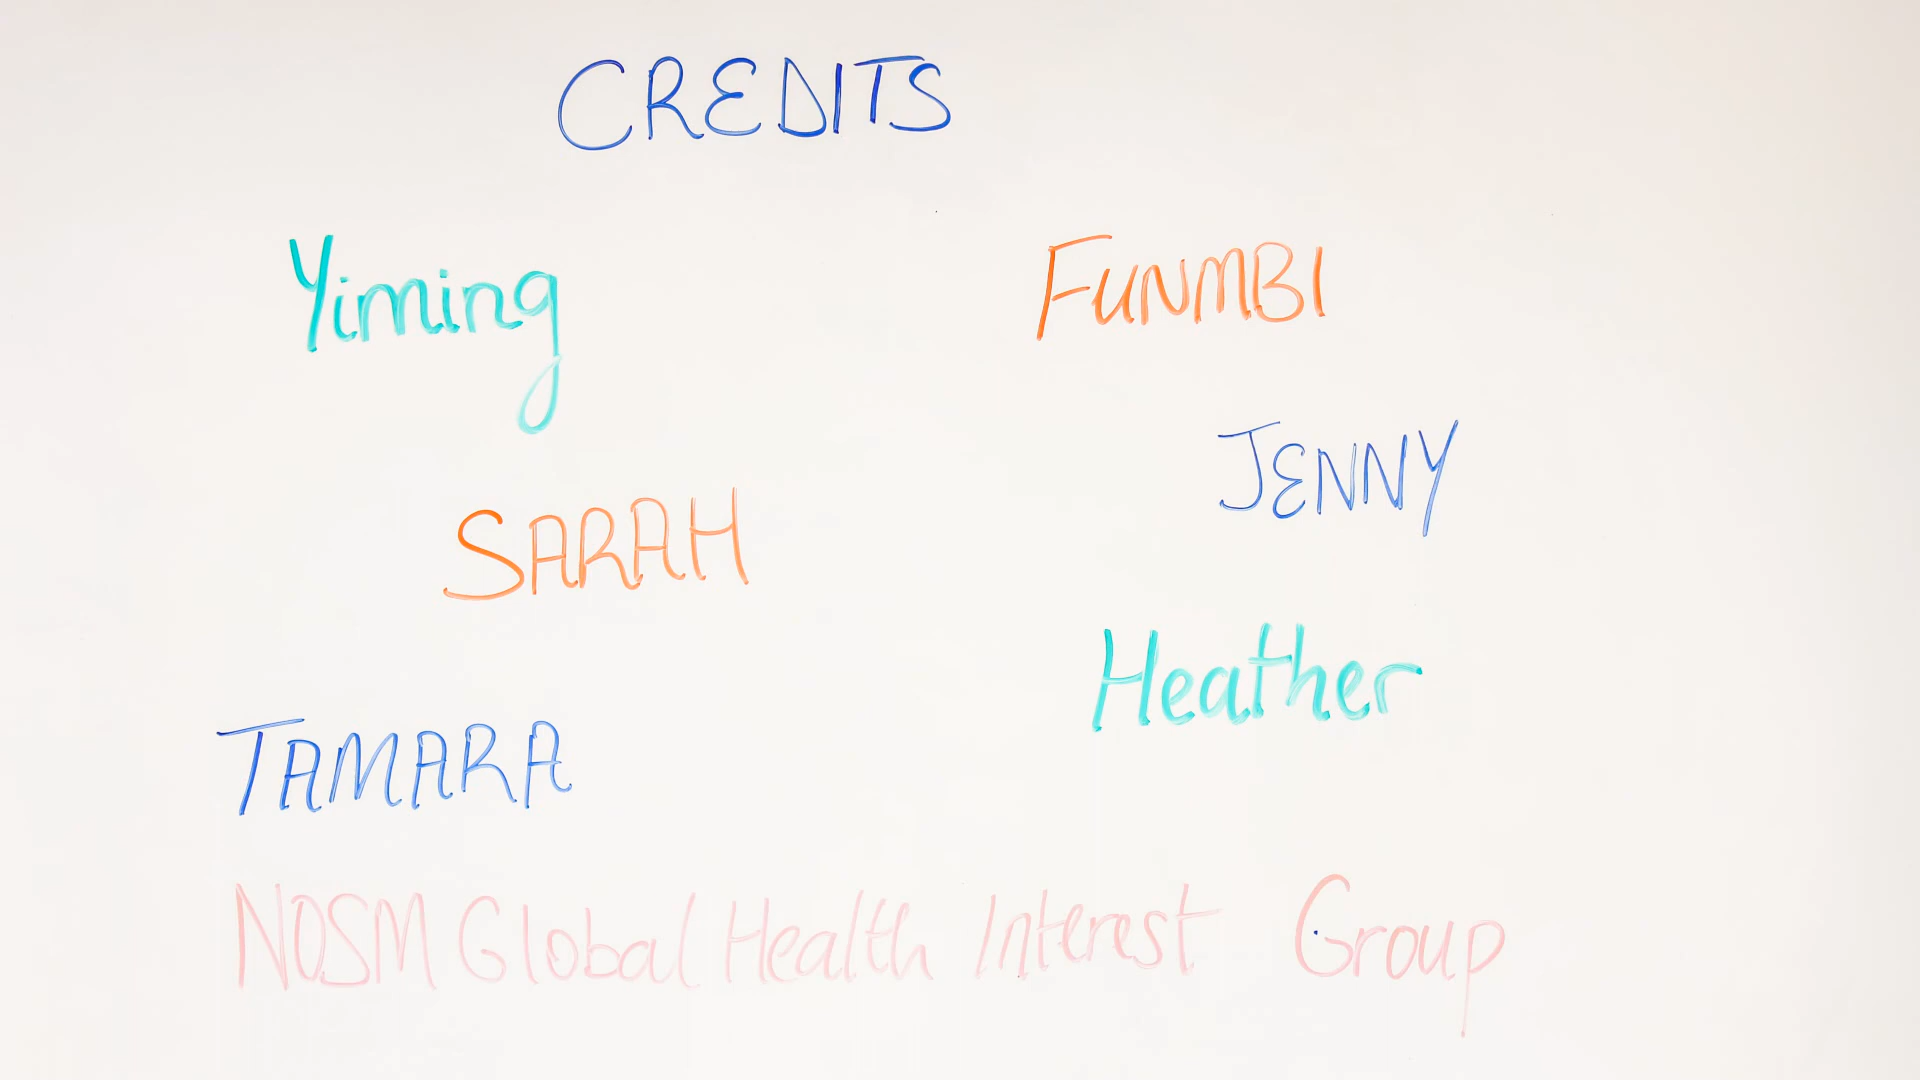 CREDITS
Yiming
FUNMBI
JENNY
SARAH
Heather
TAMARA
NOSM Global Health Interest Group